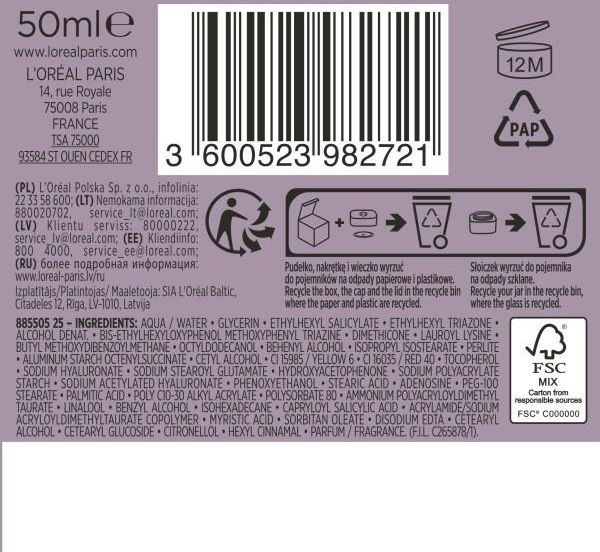 50ml℮
www.lorealparis.com
L'ORÉAL PARIS
14, rue Royale
75008 Paris
FRANCE
TSA 75000
93584 ST OUEN CEDEX FR
3 600523 982721
12M
PAP
(PL) L'Oréal Polska Sp. z o.o., infolinia:
22 33 58 600; (LT) Nemokama informacija:
880020702, service_lt@loreal.com;
(LV) Klientu serviss: 80000222,
service_lv@loreal.com; (EE) Kliendiinfo:
800 4000, service_ee@loreal.com;
(RU) более подробная информация:
www.loreal-paris.lv/ru
Izplatītājs/Platintojas/ Maaletooja: SIA L'Oréal Baltic,
Citadeles 12, Rīga, LV-1010, Latvija
Pudełko, nakrętkę i wieczko wyrzuć
do pojemników na odpady papierowe i plastikowe.
Recycle the box, the cap and the lid in the recycle bin
where the paper and plastic are recycled.
Słoiczek wyrzuć do pojemnika
na odpady szklane.
Recycle your jar in the recycle bin,
where the glass is recycled.
885505 25 – INGREDIENTS: AQUA / WATER • GLYCERIN • ETHYLHEXYL SALICYLATE • ETHYLHEXYL TRIAZONE •
ALCOHOL DENAT. • BIS-ETHYLHEXYLOXYPHENOL METHOXYPHENYL TRIAZINE • DIMETHICONE • LAUROYL LYSINE •
BUTYL METHOXYDIBENZOYLMETHANE • OCTYLDODECANOL • BEHENYL ALCOHOL • ISOPROPYL ISOSTEARATE • PERLITE
• ALUMINUM STARCH OCTENYLSUCCINATE • CETYL ALCOHOL • CI 15985 / YELLOW 6 • CI 16035 / RED 40 • TOCOPHEROL
• SODIUM HYALURONATE • SODIUM STEAROYL GLUTAMATE • HYDROXYACETOPHENONE • SODIUM POLYACRYLATE
STARCH • SODIUM ACETYLATED HYALURONATE • PHENOXYETHANOL • STEARIC ACID • ADENOSINE • PEG-100
STEARATE • PALMITIC ACID • POLY C10-30 ALKYL ACRYLATE • POLYSORBATE 80 • AMMONIUM POLYACRYLOYLDIMETHYL
TAURATE • LINALOOL • BENZYL ALCOHOL • ISOHEXADECANE • CAPRYLOYL SALICYLIC ACID • ACRYLAMIDE/SODIUM
ACRYLOYLDIMETHYLTAURATE COPOLYMER • MYRISTIC ACID • SORBITAN OLEATE • DISODIUM EDTA • CETEARYL
ALCOHOL • CETEARYL GLUCOSIDE • CITRONELLOL • HEXYL CINNAMAL • PARFUM / FRAGRANCE. (F.I.L. C265878/1).
®
FSC
MIX
Carton from
responsible sources
FSC® C000000